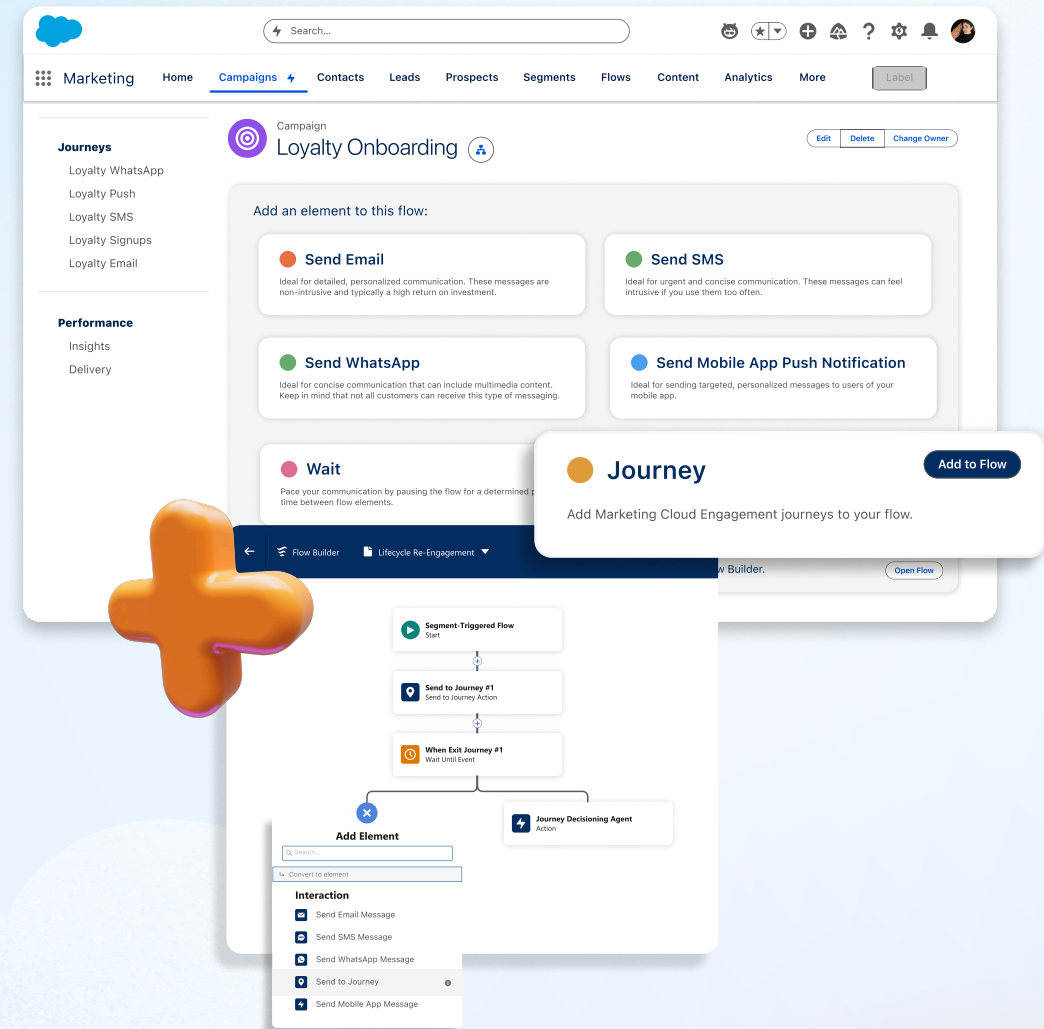 Search...
Marketing
Home
Campaigns
Contacts
Leads
Prospects
Segments
Flows
Content
Analytics
More
Label
Journeys
Loyalty WhatsApp
Loyalty Push
Loyalty SMS
Loyalty Signups
Loyalty Email
Performance
Insights
Delivery
Campaign
Loyalty Onboarding
Edit
Delete
Change Owner
Add an element to this flow:
Send Email
Ideal for detailed, personalized communication. These messages are
non-intrusive and typically a high return on investment.
Send SMS
Ideal for urgent and concise communication. These messages can feel
intrusive if you use them too often.
Send WhatsApp
Ideal for concise communication that can include multimedia content.
Keep in mind that not all customers can receive this type of messaging.
Send Mobile App Push Notification
Ideal for sending targeted, personalized messages to users of your
mobile app.
Wait
Pace your communication by pausing the flow for a determined
time between flow elements.
Journey
Add to Flow
Add Marketing Cloud Engagement journeys to your flow.
Builder.
Open Flow
Flow Builder
Lifecycle Re-Engagement
Segment-Triggered Flow
Start
Send to Journey #1
Send to Journey Action
When Exit Journey #1
Wait Until Event
Journey Decisioning Agent
Action
Add Element
Search...
Convert to element
Interaction
Send Email Message
Send SMS Message
Send WhatsApp Message
Send to Journey
Send Mobile App Message